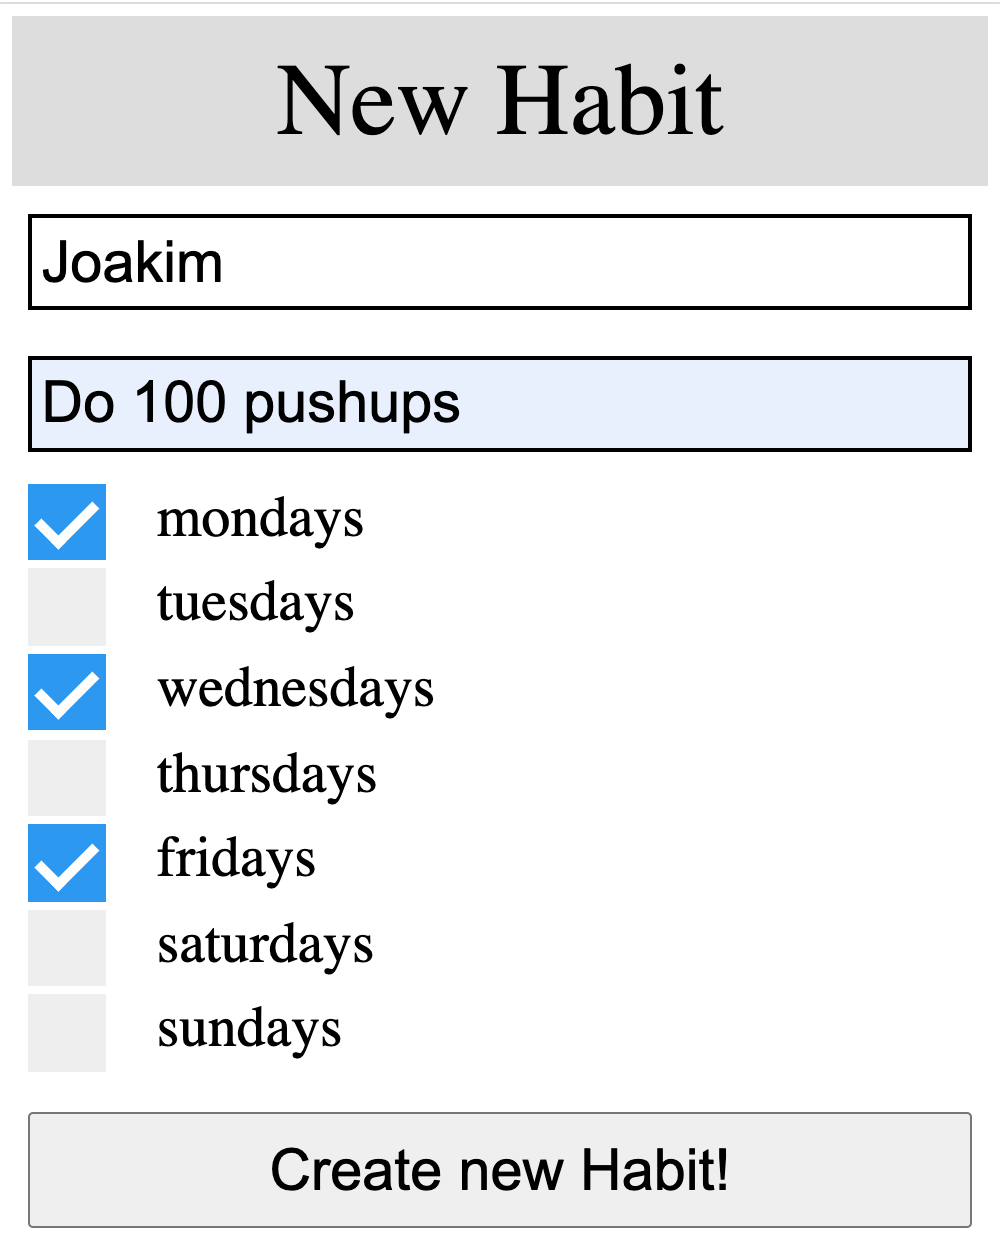 New Habit
Joakim
Do 100 pushups
mondays
tuesdays
wednesdays
thursdays
fridays
saturdays
sundays
Create new Habit!